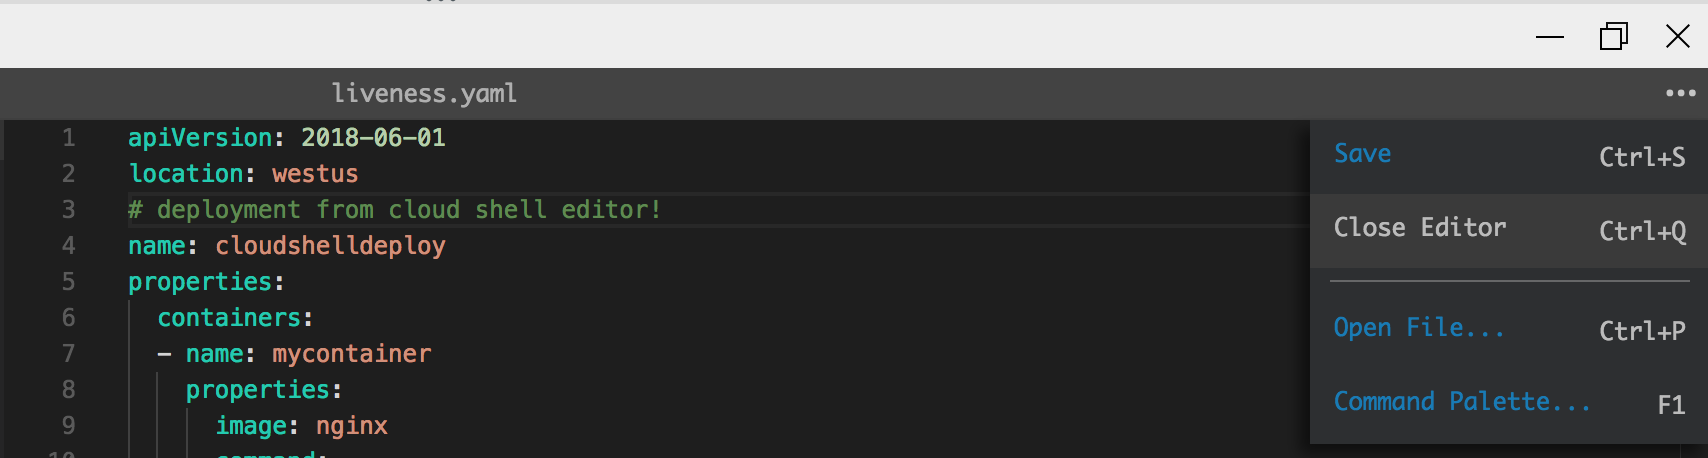 liveness.yaml
1 apiVersion: 2018-06-01
2 location: westus
3 # deployment from cloud shell editor!
4 name: cloudshelldeploy
5 properties:
6 containers:
7 - name: mycontainer
8 properties:
9 image: nginx
10 command:
Save Ctrl+S
Close Editor Ctrl+Q
Open File... Ctrl+P
Command Palette... F1